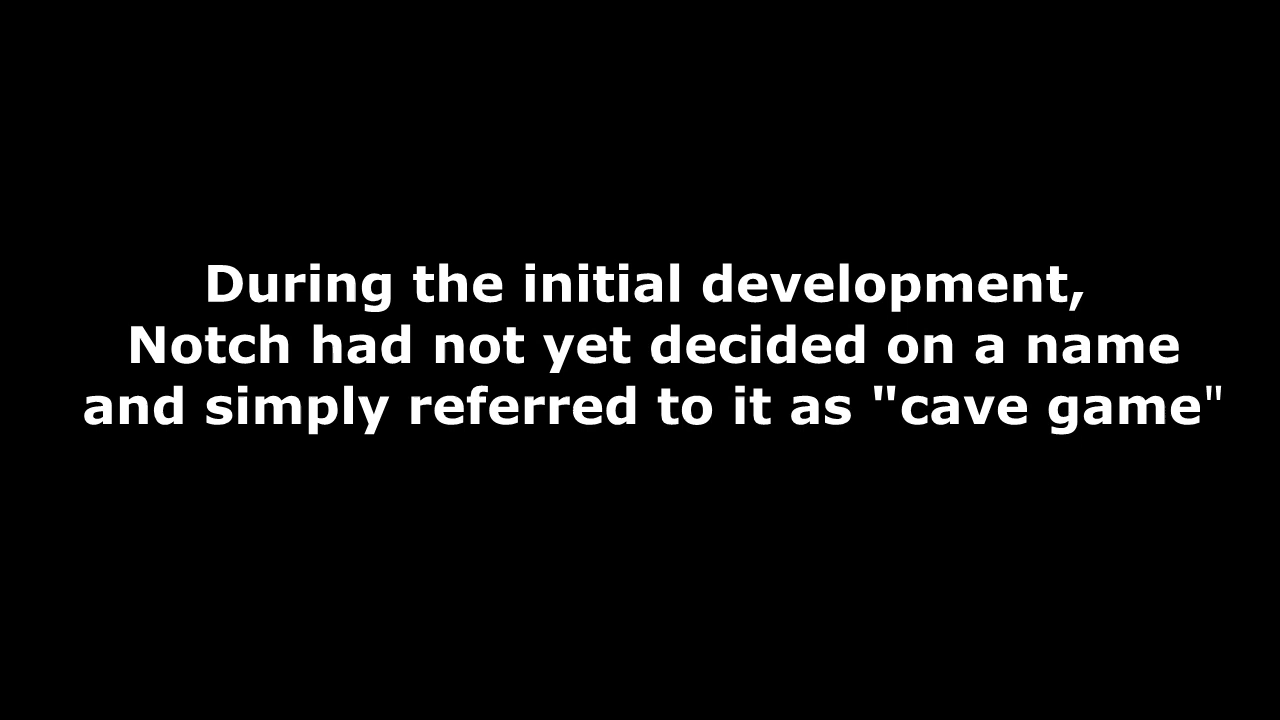 During the initial development,
Notch had not yet decided on a name
and simply referred to it as "cave game"